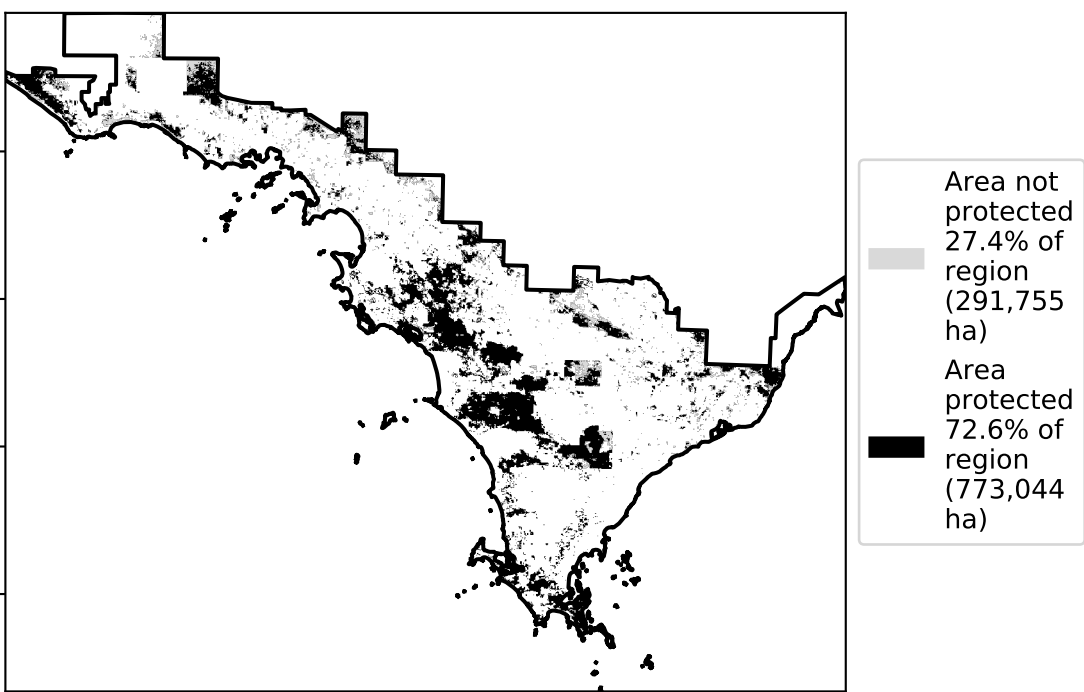 Area not
protected
27.4% of
region
(291,755
ha)
Area
protected
72.6% of
region
(773,044
ha)